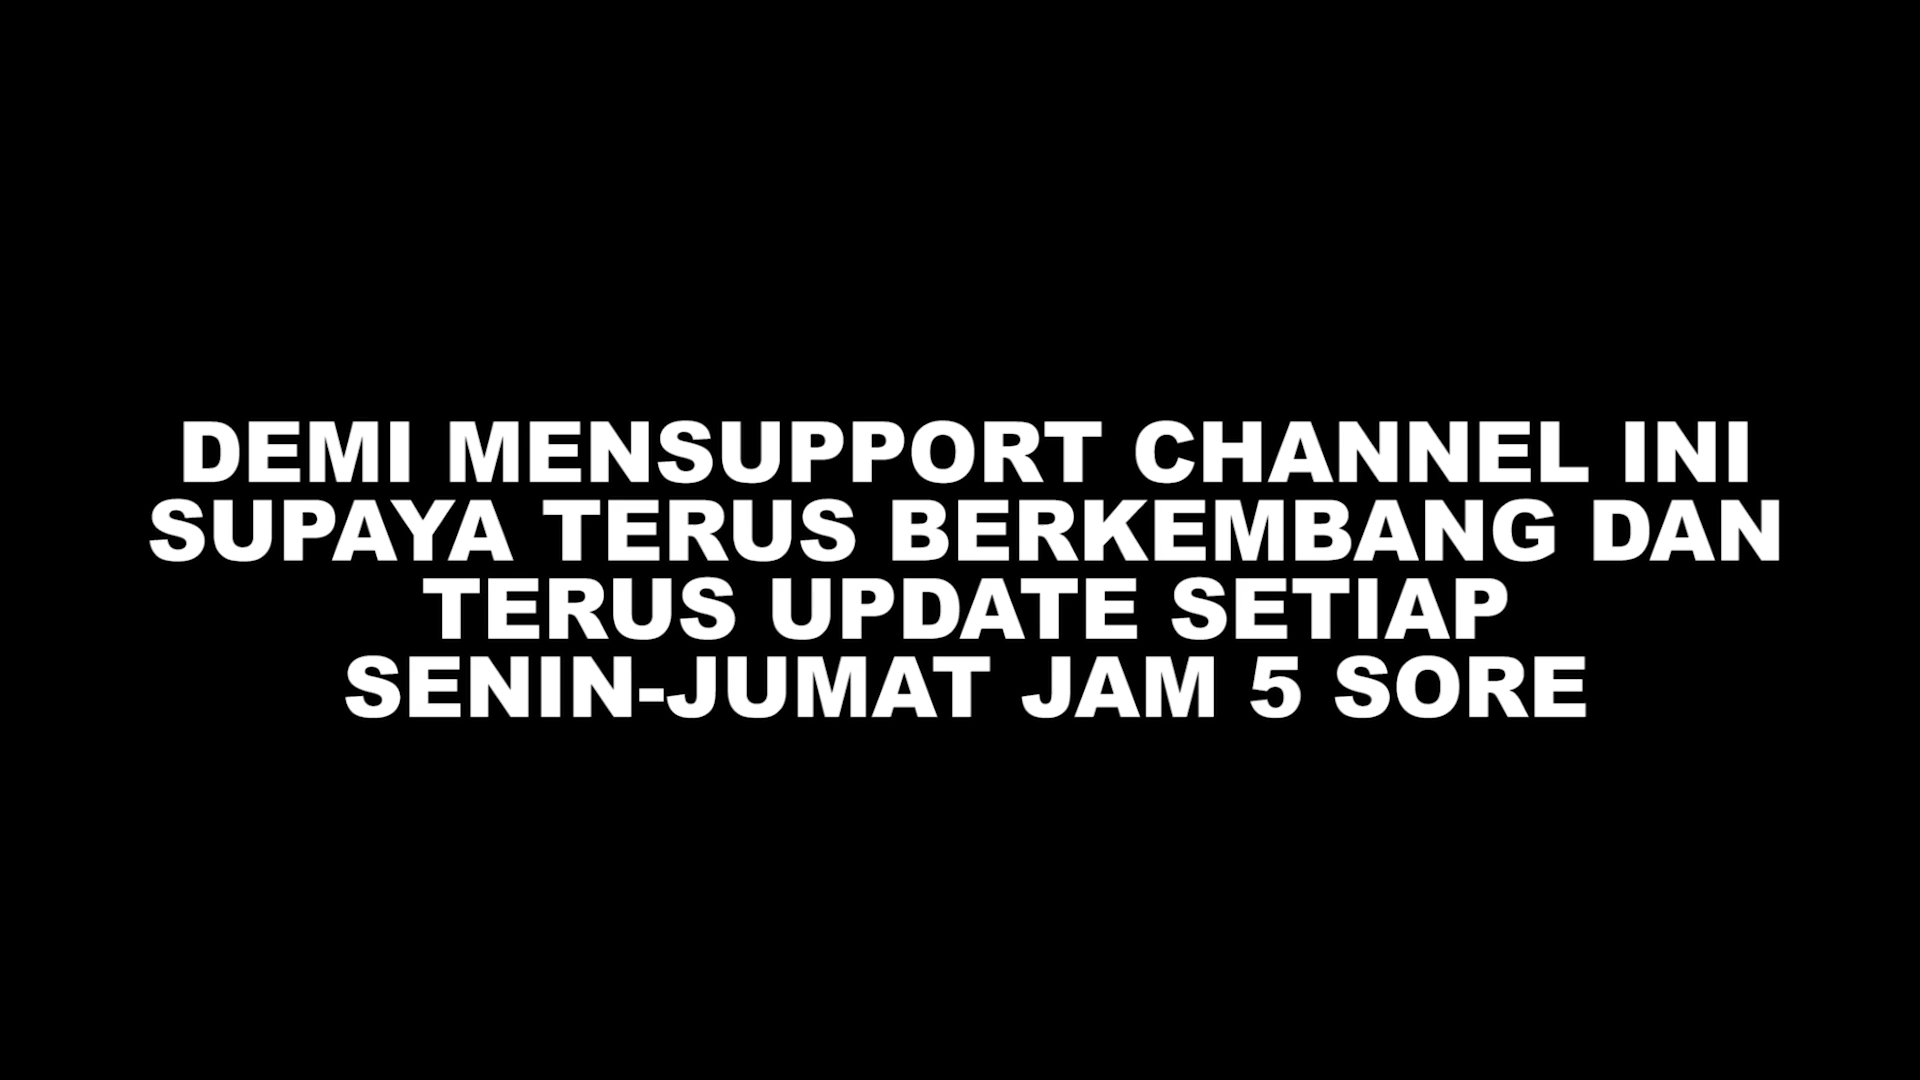 DEMI MENSUPPORT CHANNEL INI
SUPAYA TERUS BERKEMBANG DAN
TERUS UPDATE SETIAP
SENIN-JUMAT JAM 5 SORE